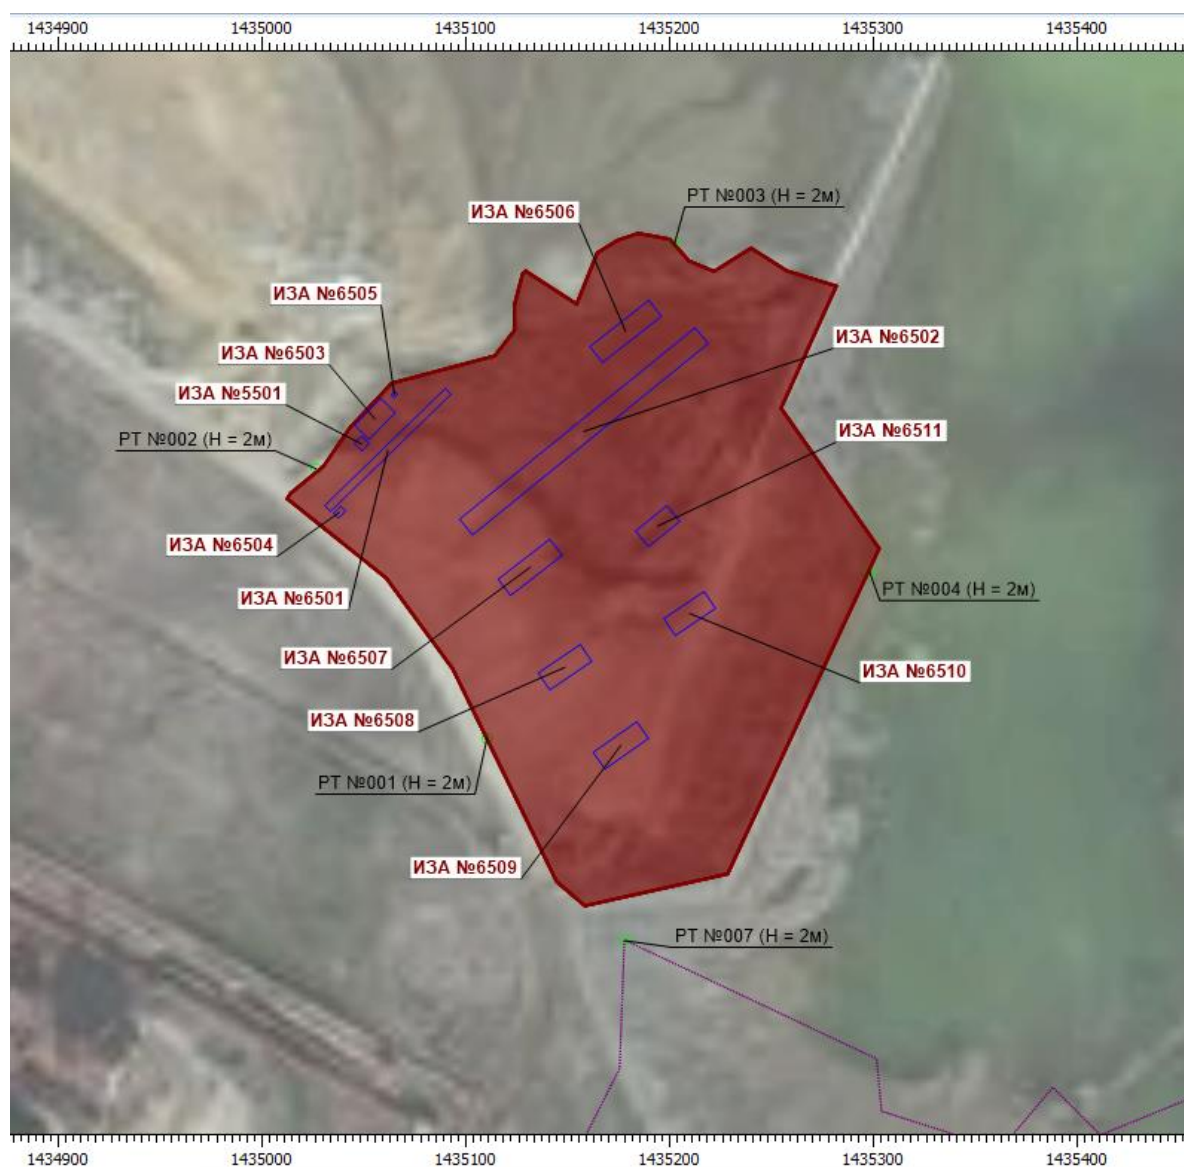 1434900 1435000 1435100 1435200 1435300 1435400
РТ №003 (H = 2м)
ИЗА №6506
ИЗА №6505
ИЗА №6502
ИЗА №6503
ИЗА №5501
ИЗА №6511
РТ №002 (H = 2м)
ИЗА №6504
РТ №004 (H = 2м)
ИЗА №6501
ИЗА №6507
ИЗА №6510
ИЗА №6508
РТ №001 (H = 2м)
ИЗА №6509
РТ №007 (H = 2м)
1434900 1435000 1435100 1435200 1435300 1435400